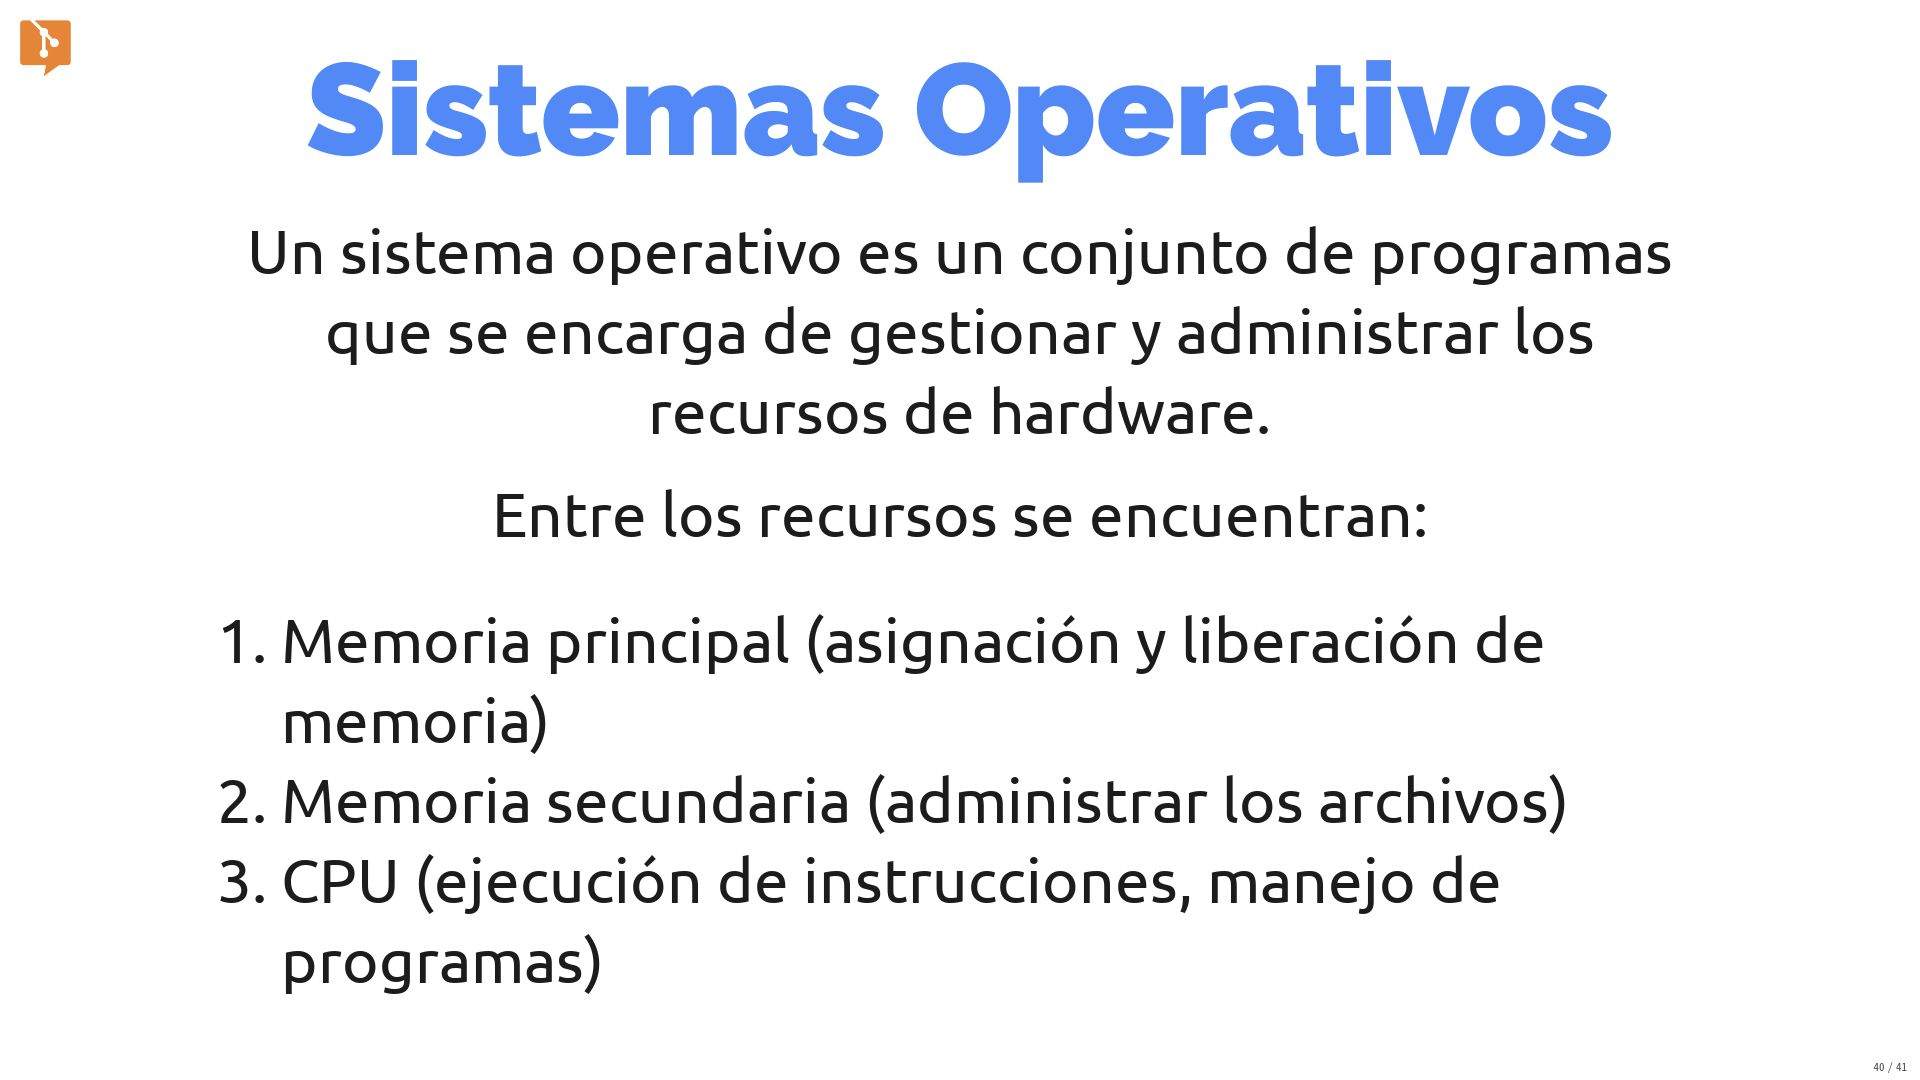 Sistemas Operativos
Un sistema operativo es un conjunto de programas
que se encarga de gestionar y administrar los
recursos de hardware.
Entre los recursos se encuentran:
1. Memoria principal (asignación y liberación de
memoria)
2. Memoria secundaria (administrar los archivos)
3. CPU (ejecución de instrucciones, manejo de
programas)
40 / 41